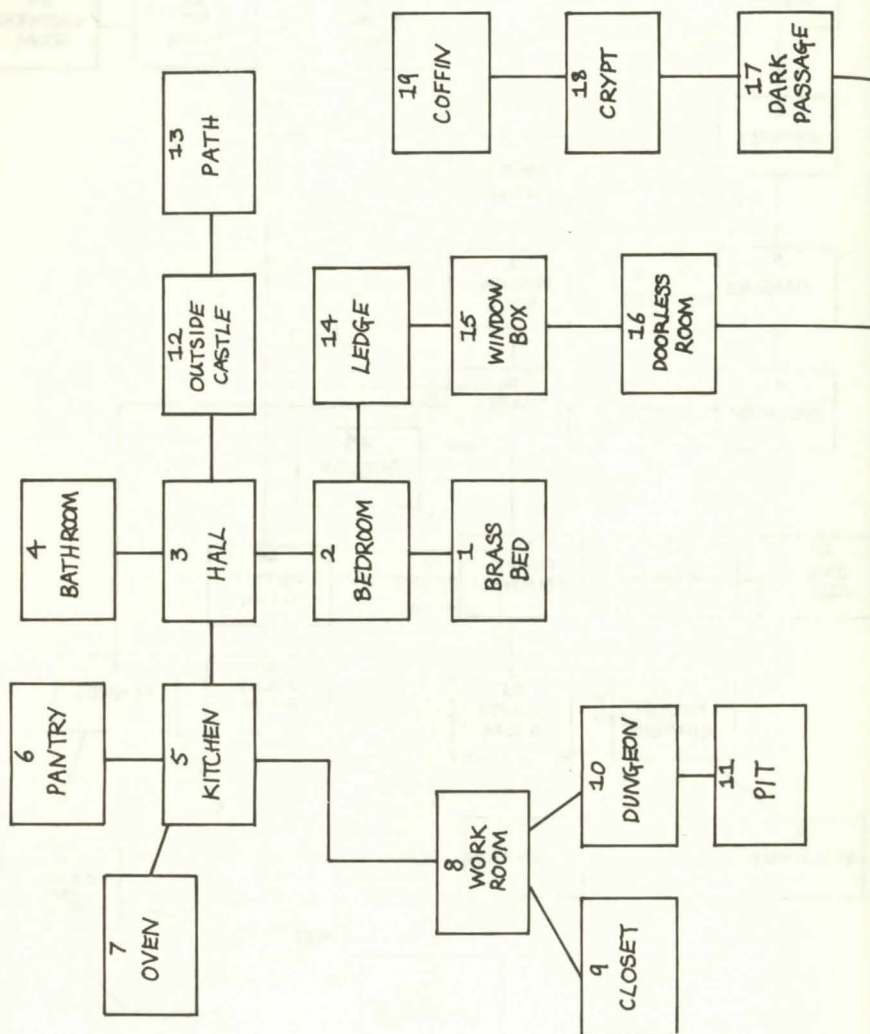 1
BRASS
BED
2
BEDROOM
3
HALL
4
BATHROOM
5
KITCHEN
6
PANTRY
7
OVEN
8
WORK
ROOM
9
CLOSET
10
DUNGEON
11
PIT
12
OUTSIDE
CASTLE
13
PATH
14
LEDGE
15
WINDOW
BOX
16
DOORLESS
ROOM
17
DARK
PASSAGE
18
CRYPT
19
COFFIN